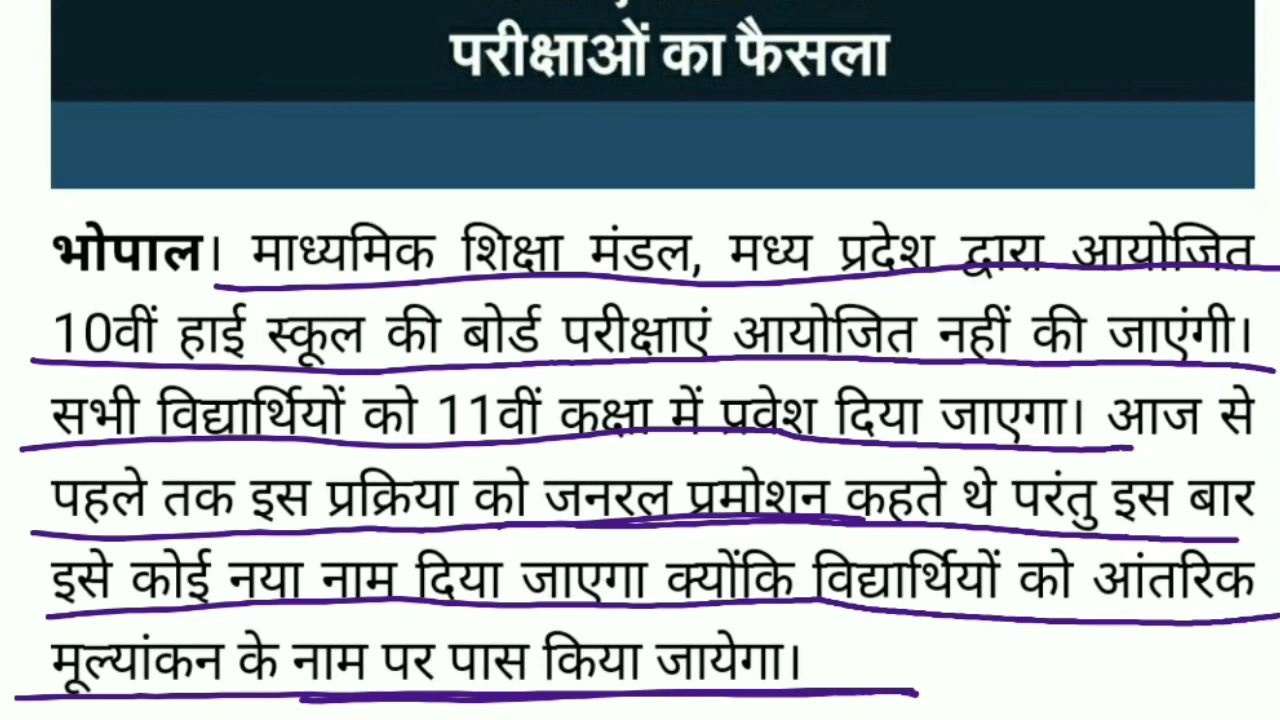 परीक्षाओं का फैसला
भोपाल। माध्यमिक शिक्षा मंडल, मध्य प्रदेश द्वारा आयोजित
10वीं हाई स्कूल की बोर्ड परीक्षाएं आयोजित नहीं की जाएंगी।
सभी विद्यार्थियों को 11वीं कक्षा में प्रवेश दिया जाएगा। आज से
पहले तक इस प्रक्रिया को जनरल प्रमोशन कहते थे परंतु इस बार
इसे कोई नया नाम दिया जाएगा क्योंकि विद्यार्थियों को आंतरिक
मूल्यांकन के नाम पर पास किया जायेगा।